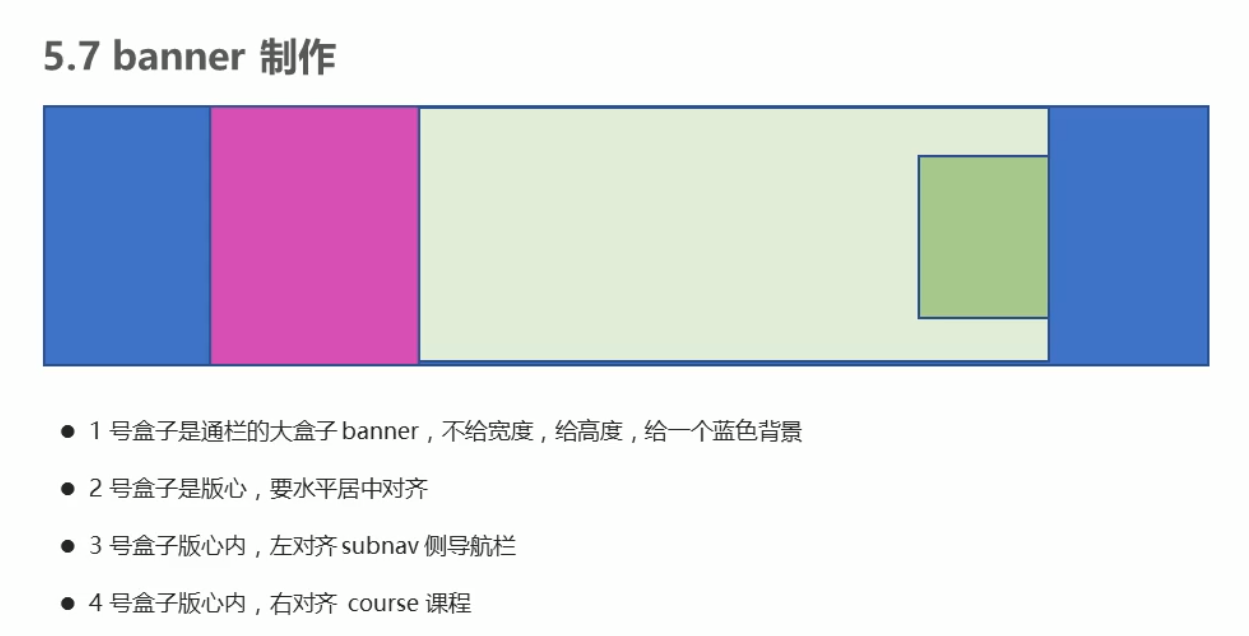 5.7 banner 制作
● 1 号盒子是通栏的大盒子 banner，不给宽度，给高度，给一个蓝色背景
● 2 号盒子是版心，要水平居中对齐
● 3 号盒子版心内，左对齐 subnav 侧导航栏
● 4 号盒子版心内，右对齐 course 课程